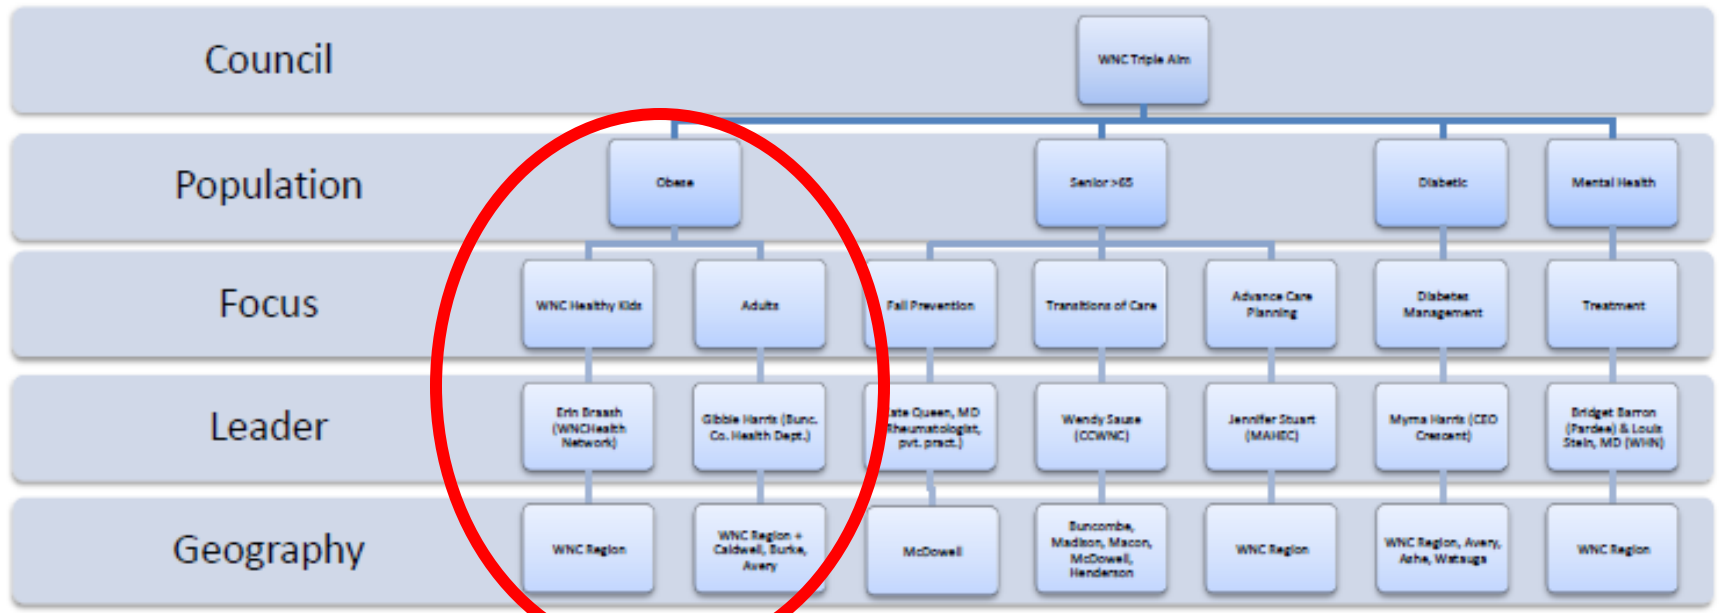 Council
WNC Triple Aim
Population
Obese
Senior >65
Diabetic
Mental Health
Focus
WNC Healthy Kids
Adults
Fall Prevention
Transitions of Care
Advance Care
Planning
Diabetes
Management
Treatment
Leader
Erin Braash
(WNCHealth
Network)
Gibbie Harris (Bunc.
Co. Health Dept.)
ate Queen, MD
Rheumatologist,
pvt. pract.)
Wendy Sause
(CCWNC)
Jennifer Stuart
(MAHEC)
Myrna Harris (CEO
Crescent)
Bridget Barron
(Pardee) & Louis
Stein, MD (WHN)
Geography
WNC Region
WNC Region +
Caldwell, Burke,
Avery
McDowell
Buncombe,
Madison, Macon,
McDowell,
Henderson
WNC Region
WNC Region, Avery,
Ashe, Watauga
WNC Region